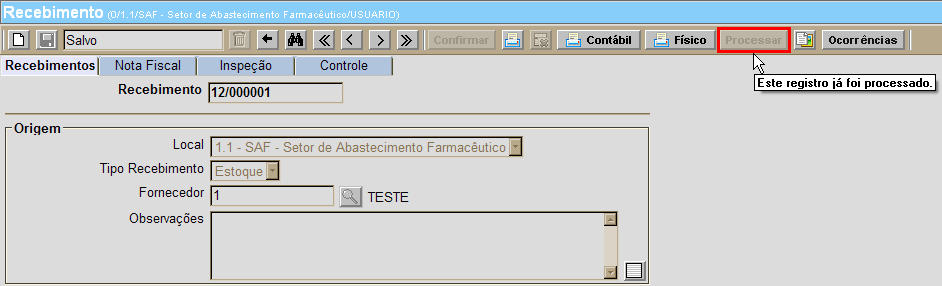 Recebimento (0/1.1/SAF - Setor de Abastecimento Farmacêutico/USUARIO)
Salvo Confirmar Contábil Físico Processar Ocorrências
Recebimentos Nota Fiscal Inspeção Controle
Este registro já foi processado.
Recebimento 12/000001
Origem
Local 1.1 - SAF - Setor de Abastecimento Farmacêutico
Tipo Recebimento Estoque
Fornecedor 1 TESTE
Observações